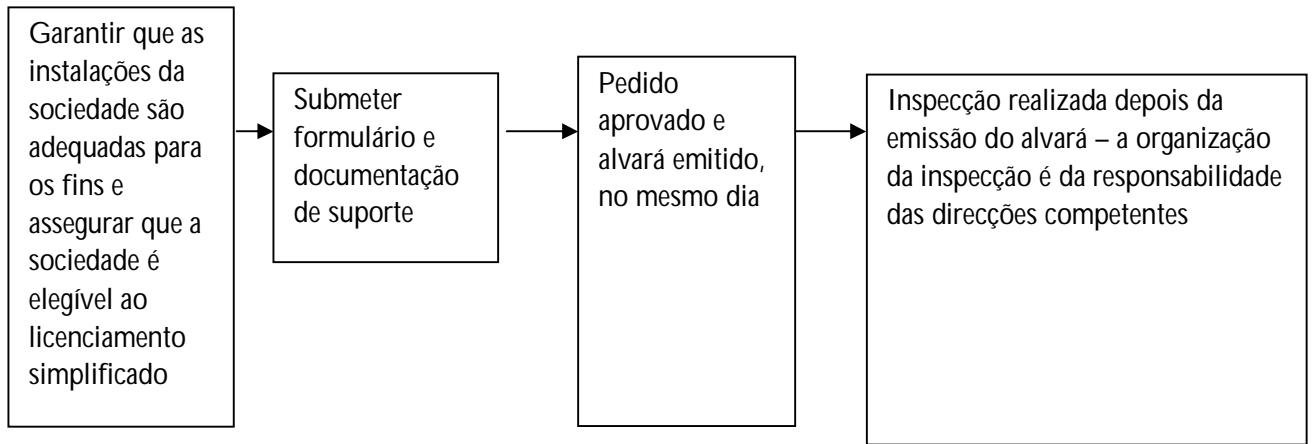 Garantir que as
instalações da
sociedade são
adequadas para
os fins e
assegurar que a
sociedade é
elegível ao
licenciamento
simplificado
Submeter
formulário e
documentação
de suporte
Pedido
aprovado e
alvará emitido,
no mesmo dia
Inspecção realizada depois da
emissão do alvará – a organização
da inspecção é da responsabilidade
das direcções competentes